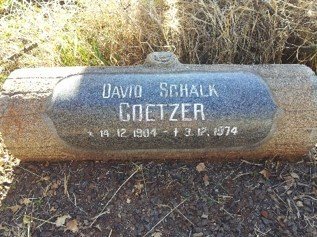 DAVID SCHALK
COETZER
* 14.12.1904 - † 3.12.1974